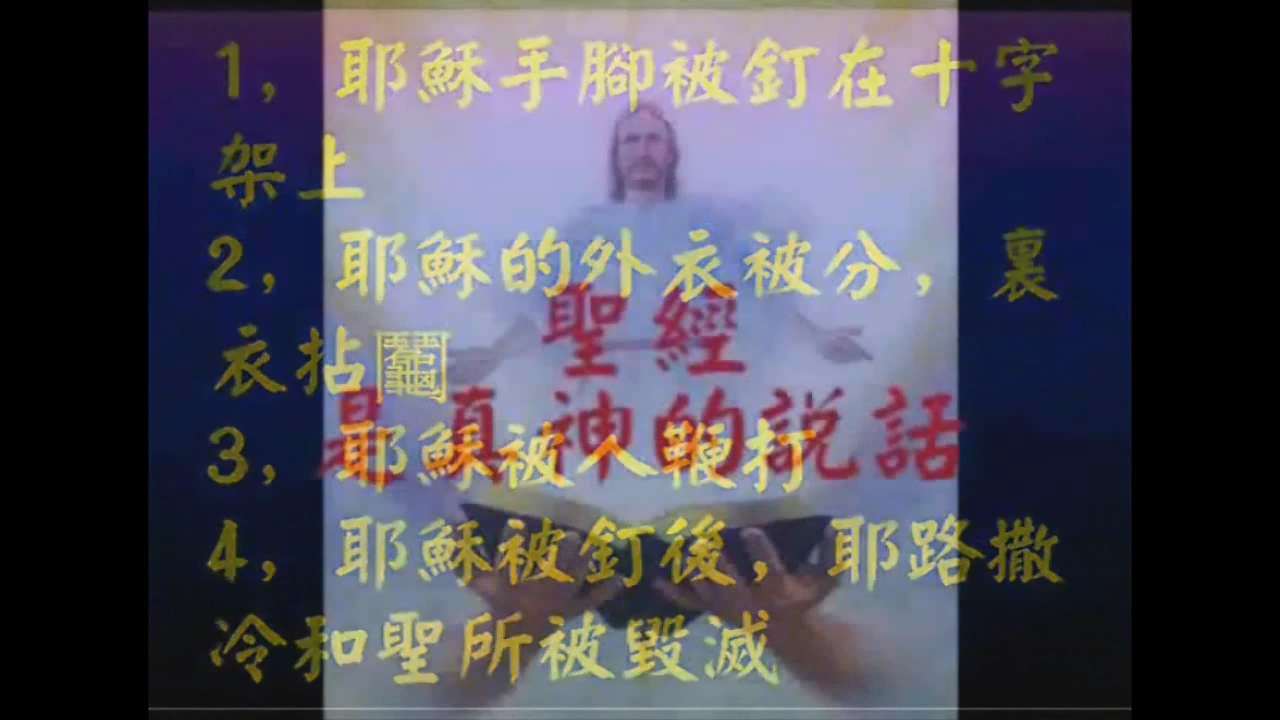 1，耶穌手腳被釘在十字
架上
2，耶穌的外衣被分，裏
衣拈鬮
3，耶穌被人鞭打
4，耶穌被釘後，耶路撒
冷和聖所被毀滅
聖經
是真神的説話